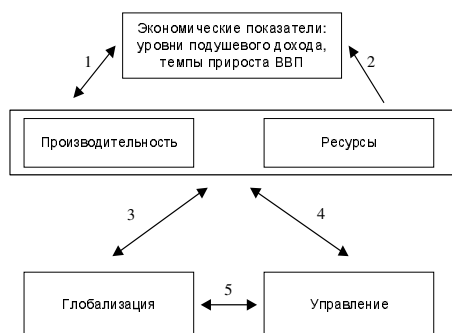 Экономические показатели:
уровни подушевого дохода,
темпы прироста ВВП
1
2
Производительность
Ресурсы
3
4
Глобализация
5
Управление